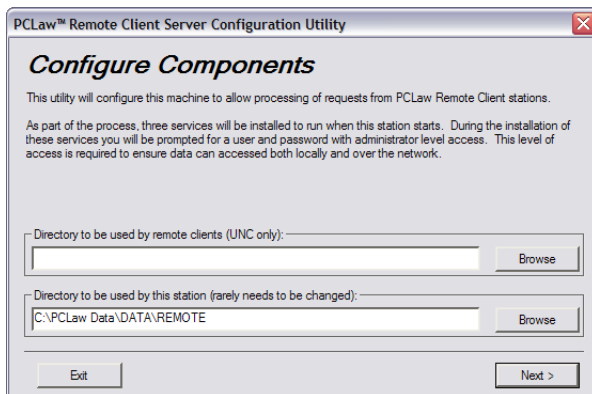 PCLaw™ Remote Client Server Configuration Utility
Configure Components
This utility will configure this machine to allow processing of requests from PCLaw Remote Client stations.
As part of the process, three services will be installed to run when this station starts. During the installation of
these services you will be prompted for a user and password with administrator level access. This level of
access is required to ensure data can accessed both locally and over the network.
Directory to be used by remote clients (UNC only):
Browse
Directory to be used by this station (rarely needs to be changed):
C:\PCLaw Data\DATA\REMOTE
Browse
Exit
Next >